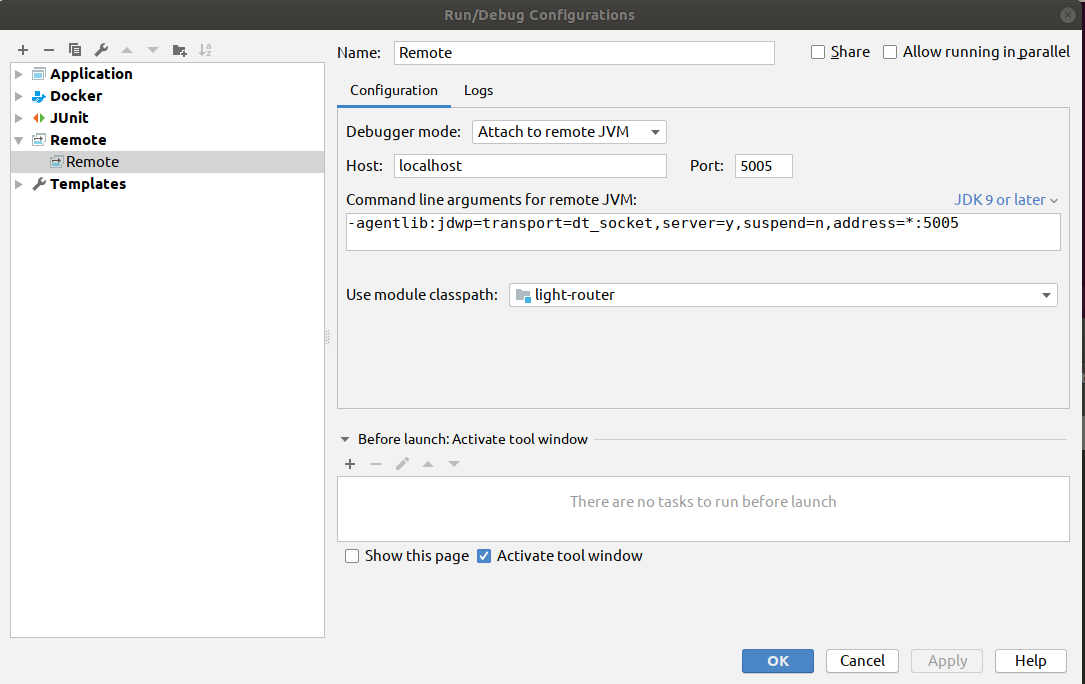 Run/Debug Configurations
Name: Remote
Share
Allow running in parallel
Application
Docker
JUnit
Remote
Remote
Templates
Configuration Logs
Debugger mode: Attach to remote JVM
Host: localhost Port: 5005
Command line arguments for remote JVM: JDK 9 or later
-agentlib:jdwp=transport=dt_socket,server=y,suspend=n,address=*:5005
Use module classpath: light-router
Before launch: Activate tool window
There are no tasks to run before launch
Show this page Activate tool window
OK Cancel Apply Help